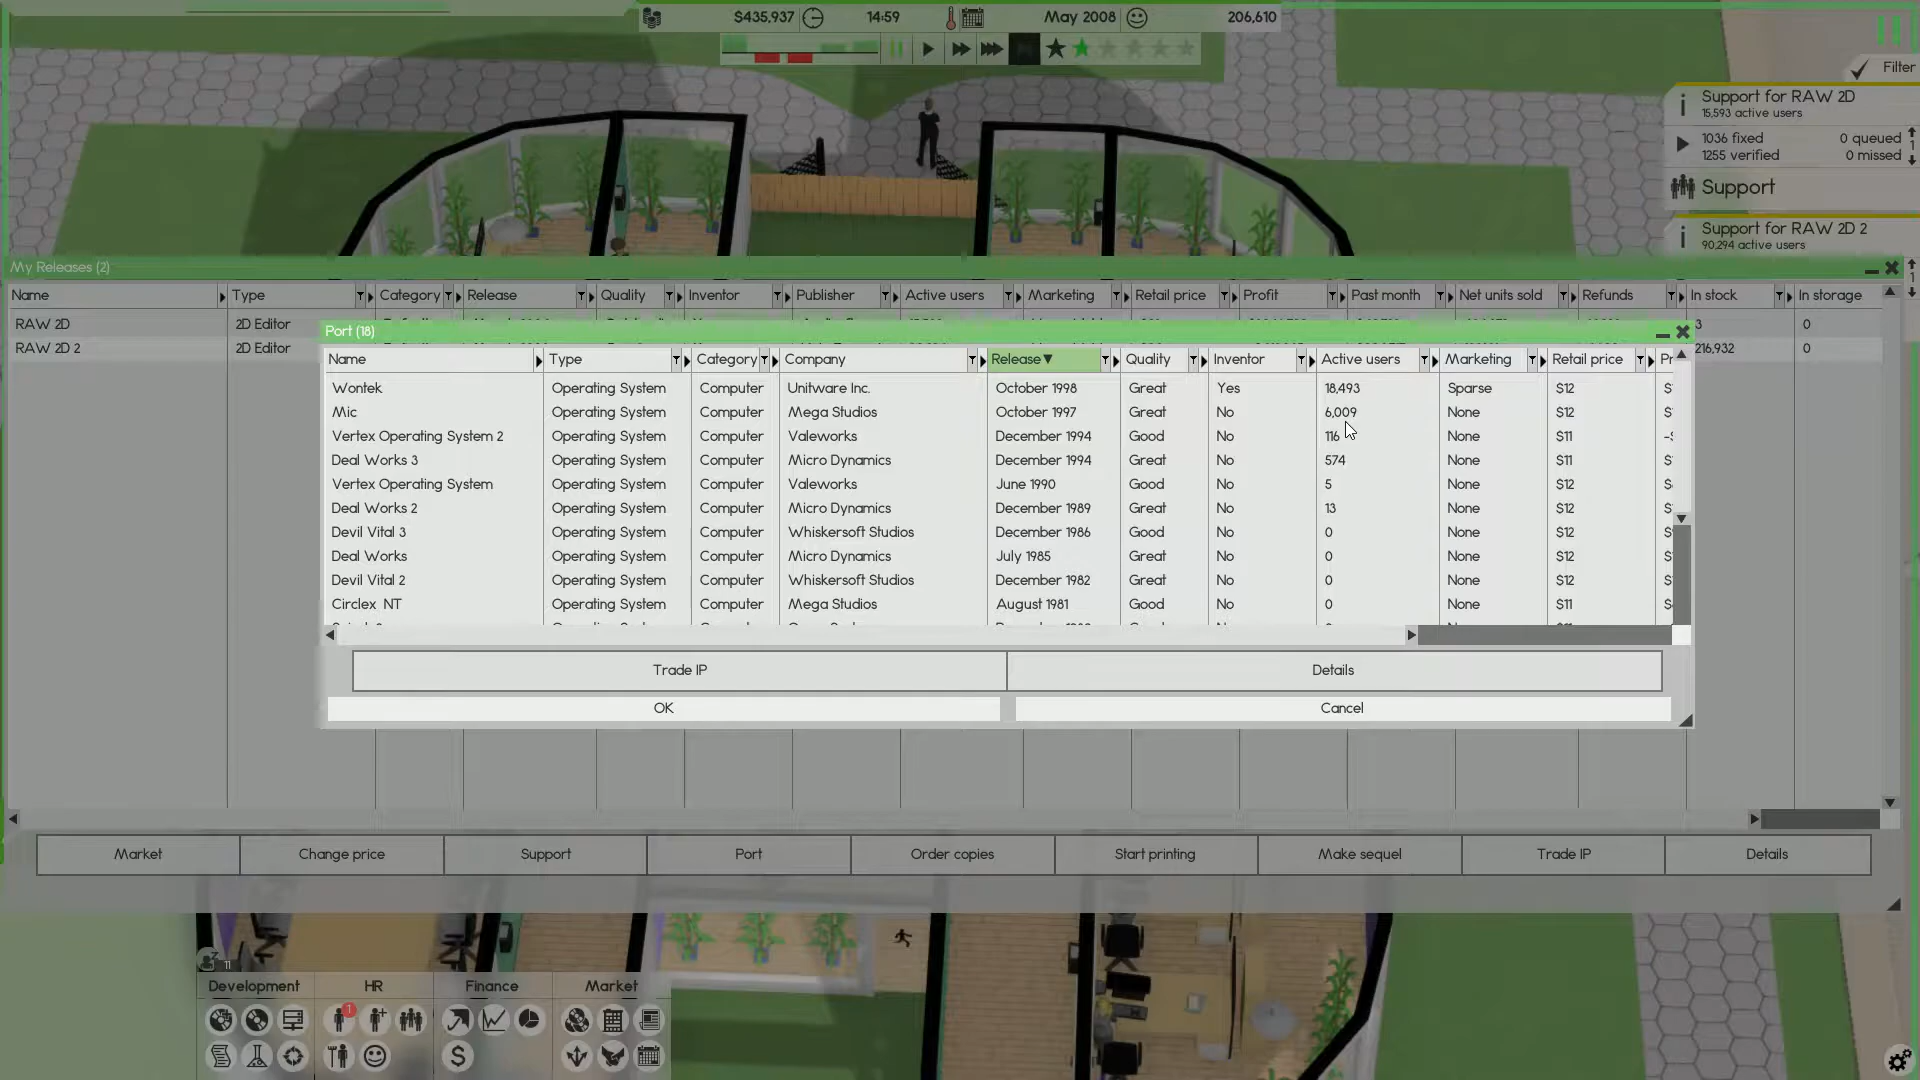 $435,937 14:59 May 2008 206,610
Filter
Support for RAW 2D
15,593 active users
1036 fixed 0 queued
1255 verified 0 missed
1
Support
Support for RAW 2D 2
90,294 active users
1
My Releases (2)
Name Type Category Release Quality Inventor Publisher Active users Marketing Retail price Profit Past month Net units sold Refunds In stock In storage
RAW 2D 2D Editor 3 0
RAW 2D 2 2D Editor 216,932 0
Port (18)
Name Type Category Company Release Quality Inventor Active users Marketing Retail price Pr
Wontek Operating System Computer Unitware Inc. October 1998 Great Yes 18,493 Sparse $12
Mic Operating System Computer Mega Studios October 1997 Great No 6,009 None $12
Vertex Operating System 2 Operating System Computer Valeworks December 1994 Good No 116 None $11 -$
Deal Works 3 Operating System Computer Micro Dynamics December 1994 Great No 574 None $11
Vertex Operating System Operating System Computer Valeworks June 1990 Good No 5 None $12
Deal Works 2 Operating System Computer Micro Dynamics December 1989 Great No 13 None $12
Devil Vital 3 Operating System Computer Whiskersoft Studios December 1986 Good No 0 None $12
Deal Works Operating System Computer Micro Dynamics July 1985 Great No 0 None $12
Devil Vital 2 Operating System Computer Whiskersoft Studios December 1982 Great No 0 None $12
Circlex NT Operating System Computer Mega Studios August 1981 Good No 0 None $11
Trade IP Details
OK Cancel
Market Change price Support Port Order copies Start printing Make sequel Trade IP Details
11
Development HR Finance Market
1